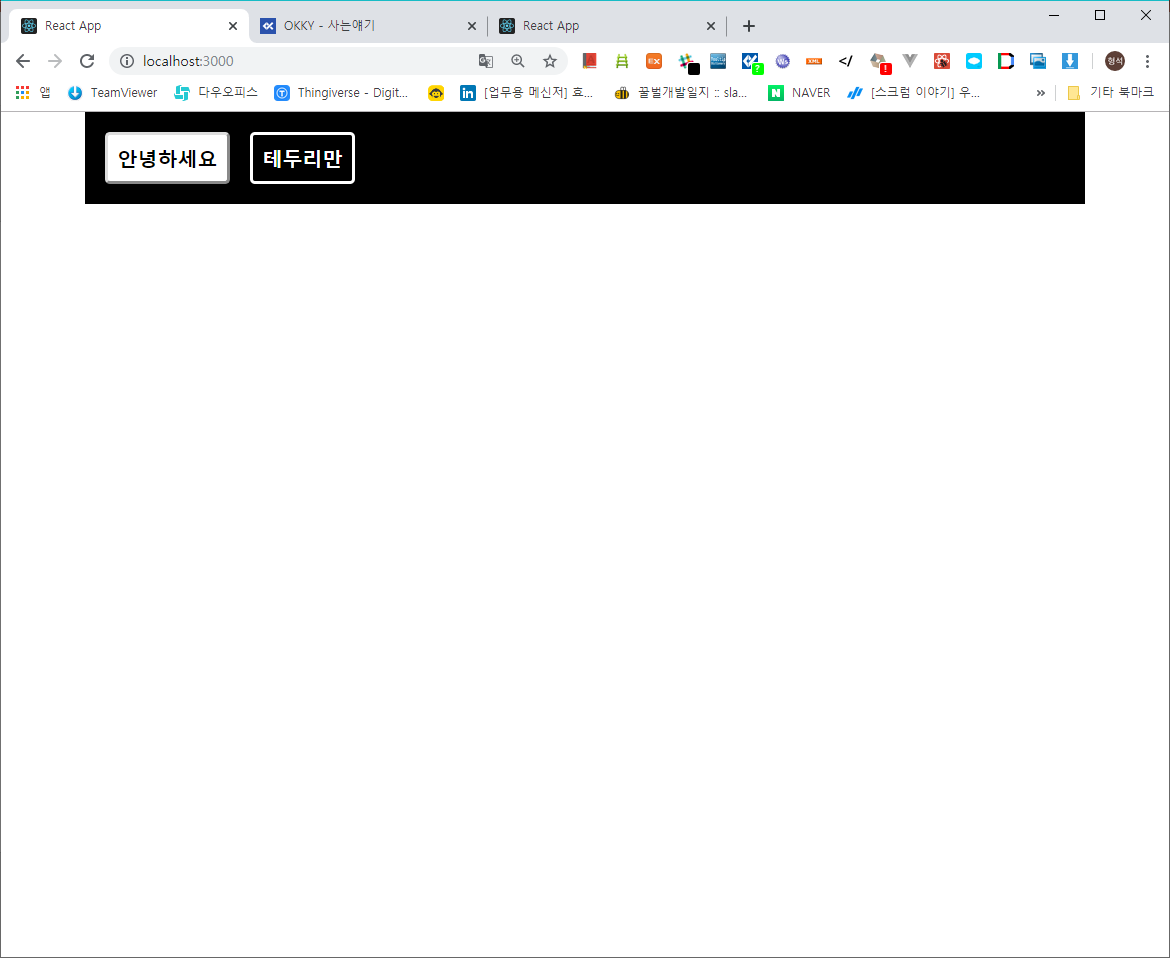 React App
OKKY - 사는얘기
React App
localhost:3000
형석
앱
TeamViewer
다우오피스
Thingiverse - Digit...
[업무용 메신저] 효...
꿀벌개발일지 :: sla...
NAVER
[스크럼 이야기] 우...
기타 북마크
안녕하세요
테두리만